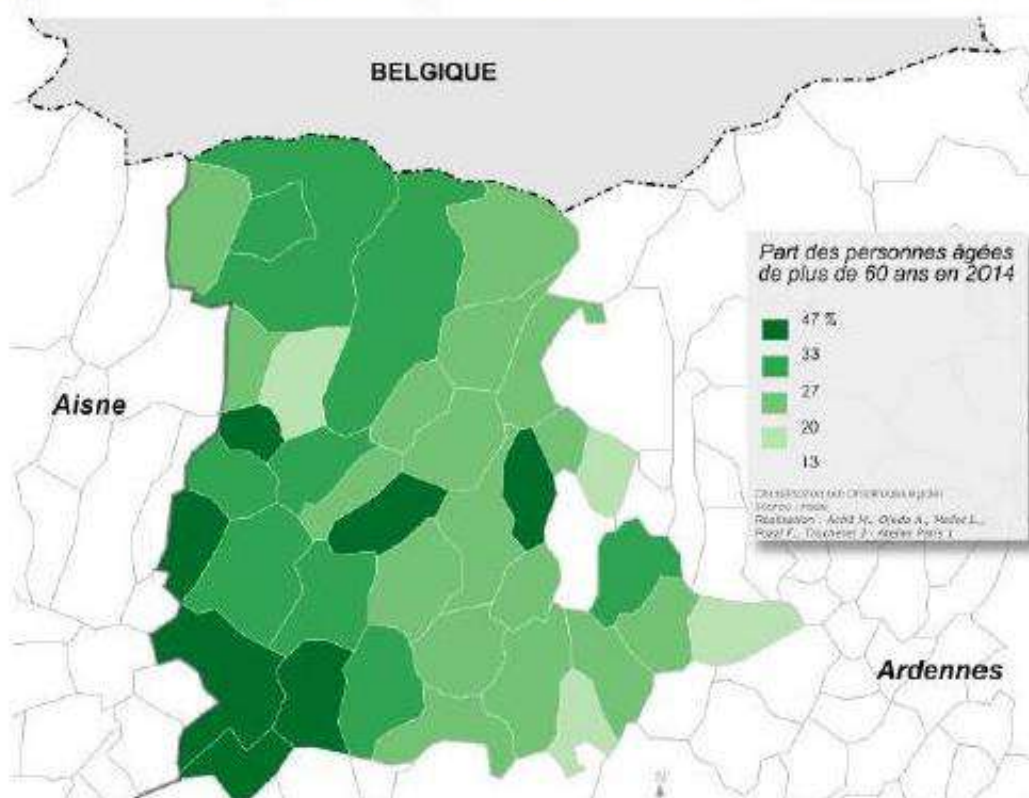 BELGIQUE
Part des personnes âgées
de plus de 60 ans en 2014
47 %
33
27
20
13
Aisne
Ardennes
N